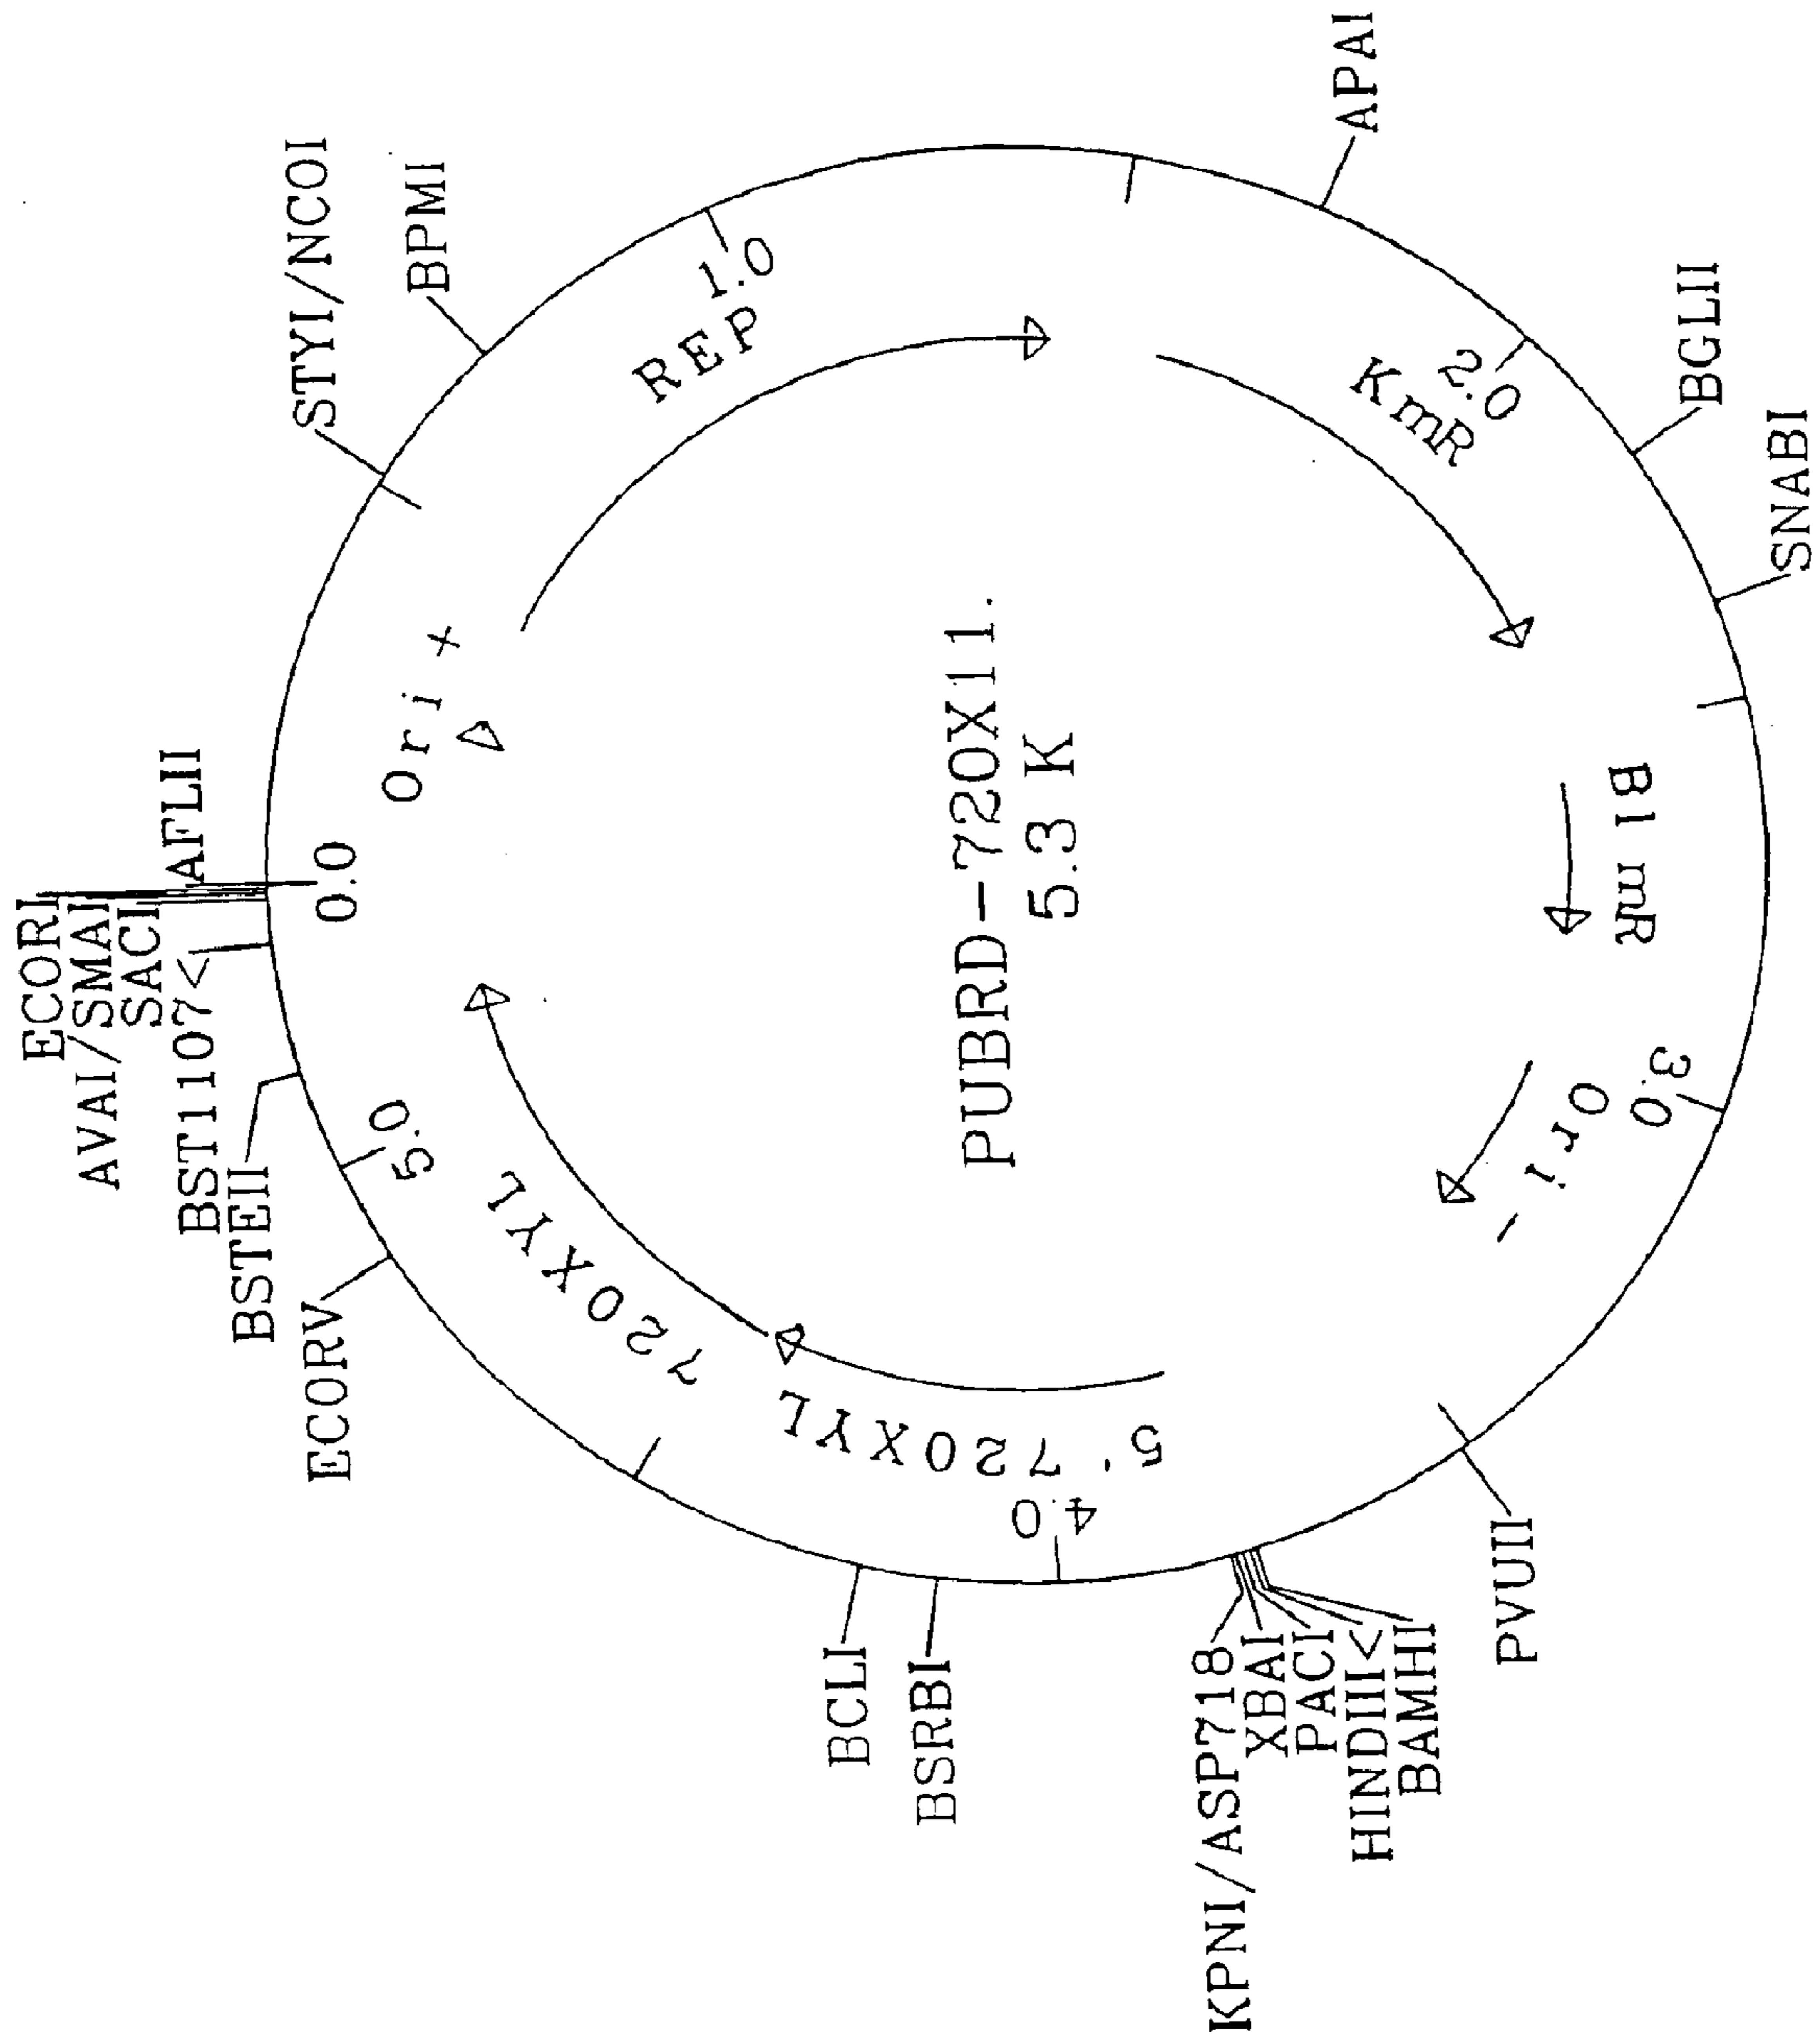 PUBRD-720X11.
5.3 K
ECORI
AVAI/SMAI
SACI
BST1107<
BSTEII
ECORV
AFLII
STYI/NCOI
BPMI
APAI
BGLII
SNABI
PVUII
BAMHI
HINDIII<
PACI
XBAI
KPNI/ASP718
BSRBI
BCLI
0.0
1.0
2.0
3.0
4.0
5.0
Ori +
REP
KmR
BlmR
Ori -
5' 720XYL
720XYL